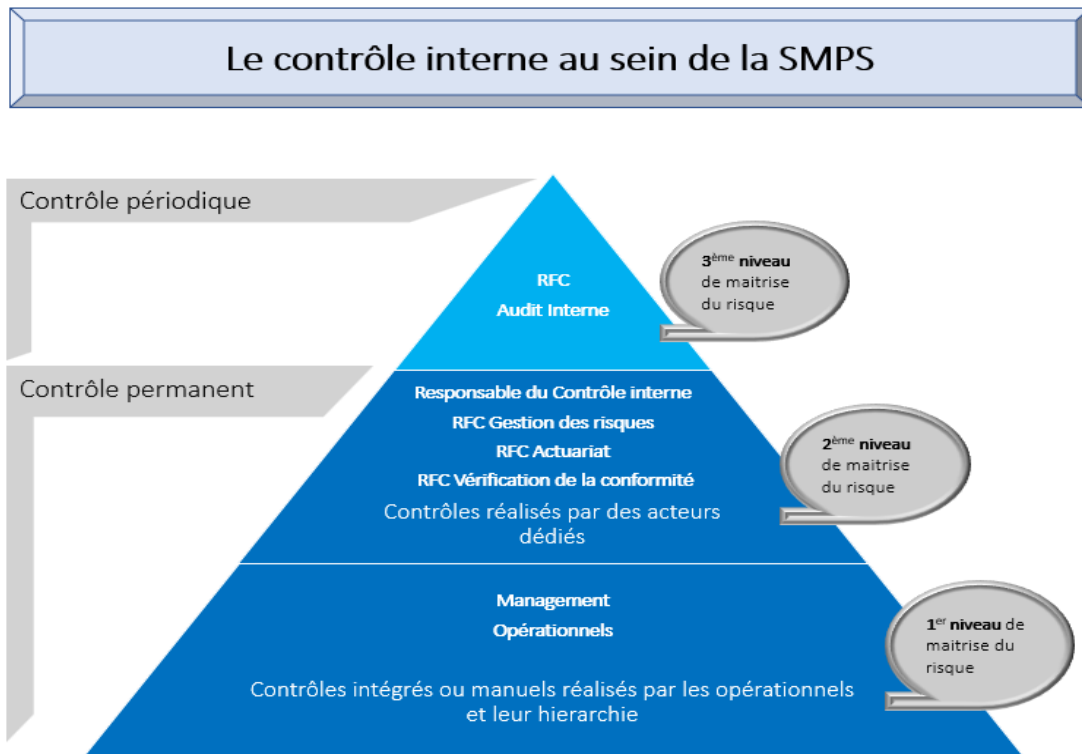 Le contrôle interne au sein de la SMPS
Contrôle périodique
RFC
Audit Interne
3ème niveau
de maitrise
du risque
Contrôle permanent
Responsable du Contrôle interne
RFC Gestion des risques
RFC Actuariat
RFC Vérification de la conformité
Contrôles réalisés par des acteurs
dédiés
2ème niveau
de maitrise
du risque
Management
Opérationnels
Contrôles intégrés ou manuels réalisés par les opérationnels
et leur hierarchie
1er niveau de
maitrise du
risque